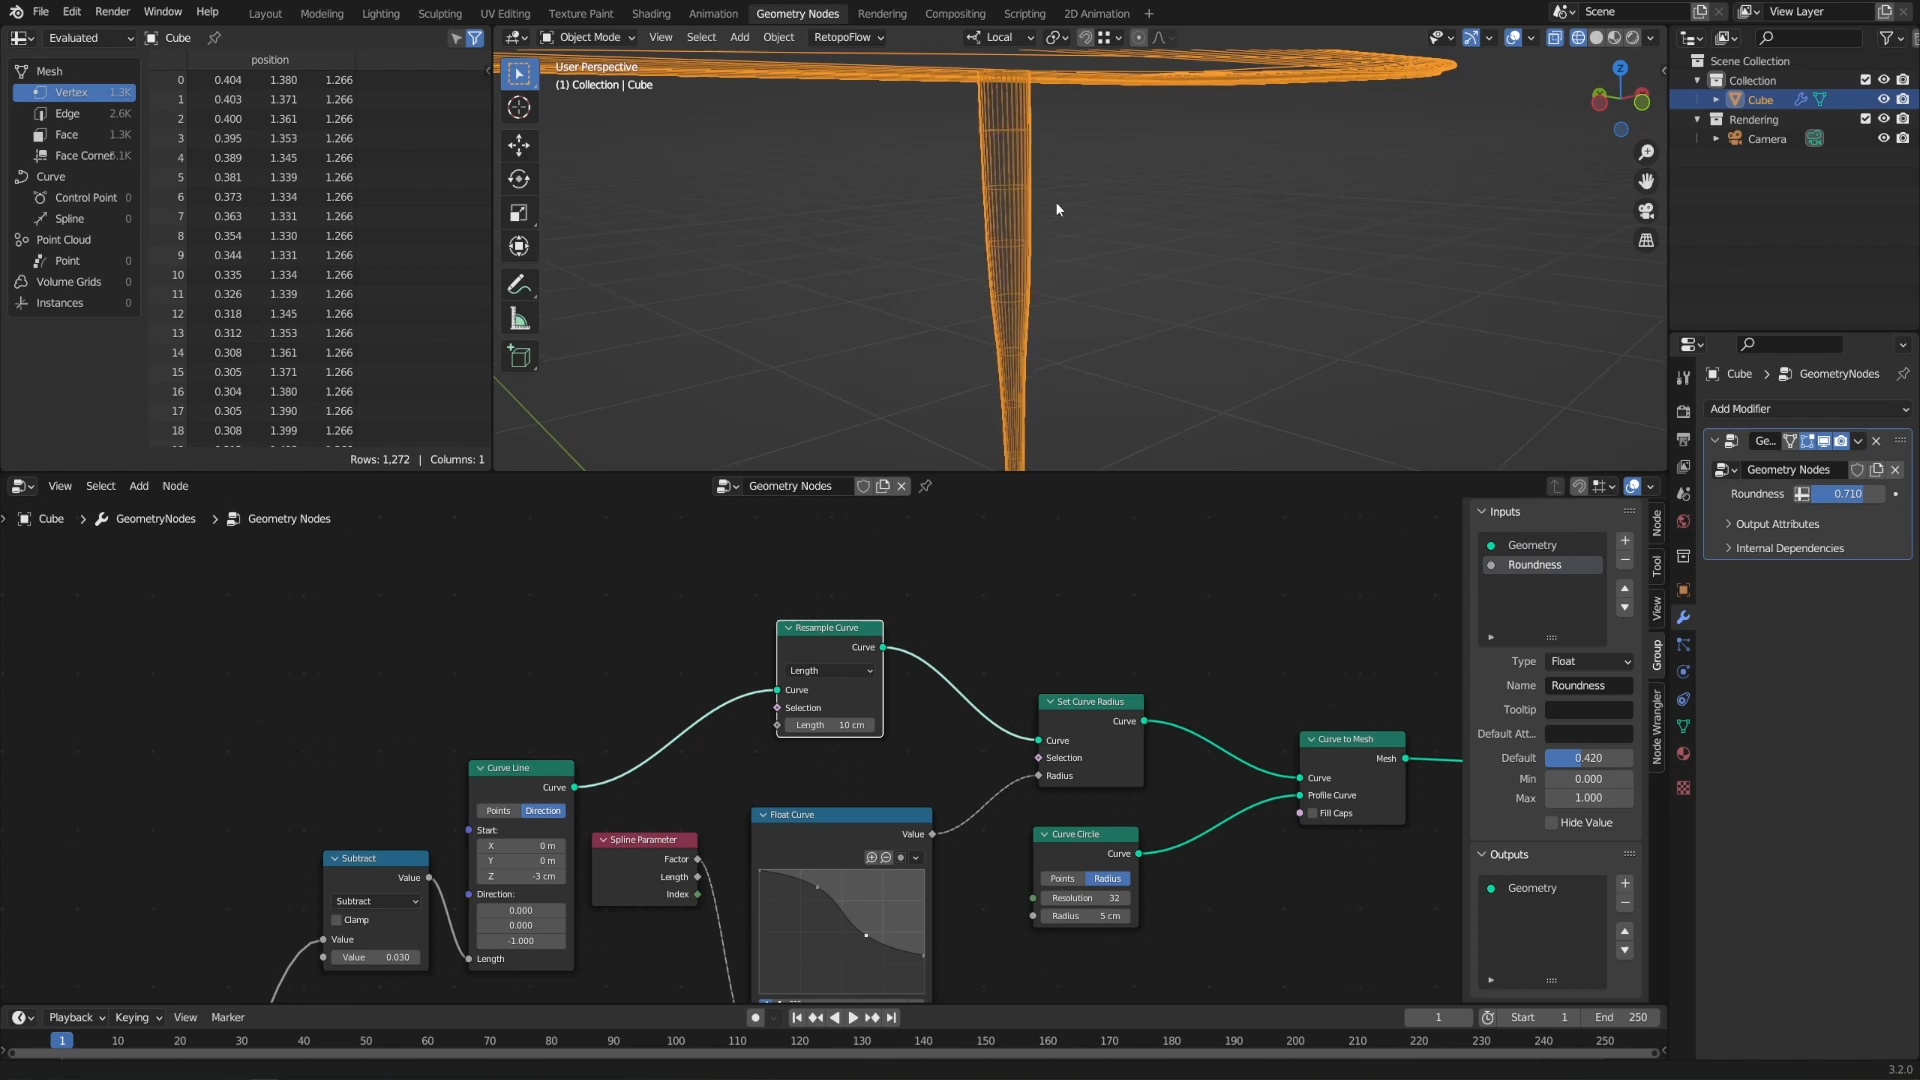 File Edit Render Window Help Layout Modeling Lighting Sculpting UV Editing Texture Paint Shading Animation Geometry Nodes Rendering Compositing Scripting 2D Animation + Scene View Layer
Evaluated Cube
Object Mode View Select Add Object RetopoFlow Local
position
Mesh
Vertex 1.3K
Edge 2.6K
Face 1.3K
Face Corner 5.1K
Curve
Control Point 0
Spline 0
Point Cloud
Point 0
Volume Grids 0
Instances 0
0 0.404 1.380 1.266
1 0.403 1.371 1.266
2 0.400 1.361 1.266
3 0.395 1.353 1.266
4 0.389 1.345 1.266
5 0.381 1.339 1.266
6 0.373 1.334 1.266
7 0.363 1.331 1.266
8 0.354 1.330 1.266
9 0.344 1.331 1.266
10 0.335 1.334 1.266
11 0.326 1.339 1.266
12 0.318 1.345 1.266
13 0.312 1.353 1.266
14 0.308 1.361 1.266
15 0.305 1.371 1.266
16 0.304 1.380 1.266
17 0.305 1.390 1.266
18 0.308 1.399 1.266
Rows: 1,272 | Columns: 1
User Perspective
(1) Collection | Cube
Z
Scene Collection
Collection
Cube
Rendering
Camera
Cube > GeometryNodes
Add Modifier
Ge...
Geometry Nodes
Roundness 0.710
Output Attributes
Internal Dependencies
View Select Add Node Geometry Nodes
Cube > GeometryNodes > Geometry Nodes
Subtract
Value
Subtract
Clamp
Value
Value 0.030
Curve Line
Curve
Points Direction
Start:
X 0 m
Y 0 m
Z -3 cm
Direction:
0.000
0.000
-1.000
Length
Spline Parameter
Factor
Length
Index
Resample Curve
Curve
Length
Curve
Selection
Length 10 cm
Float Curve
Value
Set Curve Radius
Curve
Curve
Selection
Radius
Curve Circle
Curve
Points Radius
Resolution 32
Radius 5 cm
Curve to Mesh
Mesh
Curve
Profile Curve
Fill Caps
Inputs
Geometry
Roundness
Type Float
Name Roundness
Tooltip
Default Att...
Default 0.420
Min 0.000
Max 1.000
Hide Value
Outputs
Geometry
Node
Tool
View
Group
Node Wrangler
Playback Keying View Marker 1 Start 1 End 250
1 10 20 30 40 50 60 70 80 90 100 110 120 130 140 150 160 170 180 190 200 210 220 230 240 250
3.2.0